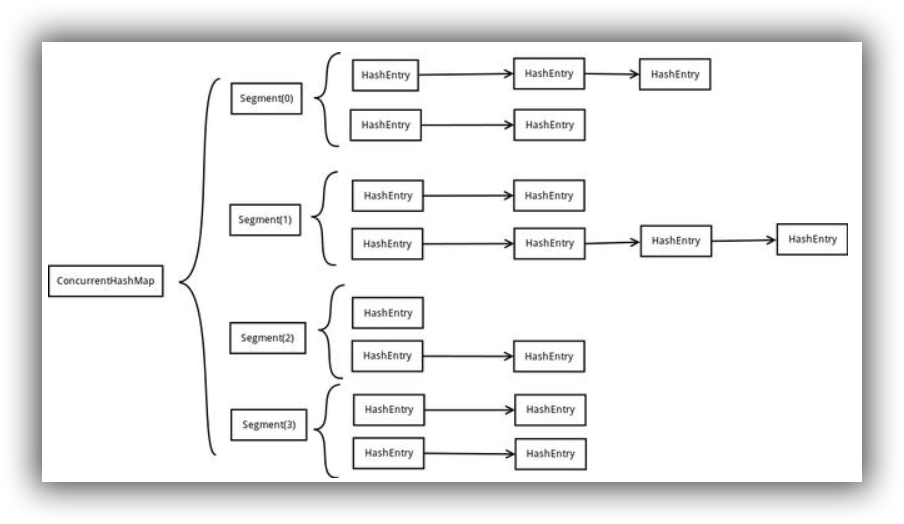 HashEntry HashEntry HashEntry
Segment(0)
HashEntry HashEntry
HashEntry HashEntry
Segment(1)
HashEntry HashEntry HashEntry HashEntry
ConcurrentHashMap
HashEntry
Segment(2)
HashEntry HashEntry
HashEntry HashEntry
Segment(3)
HashEntry HashEntry